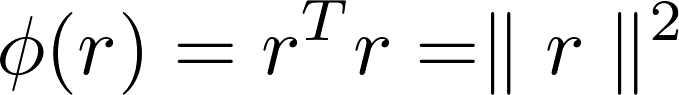 ϕ(r) = r^T r = ‖ r ‖^2